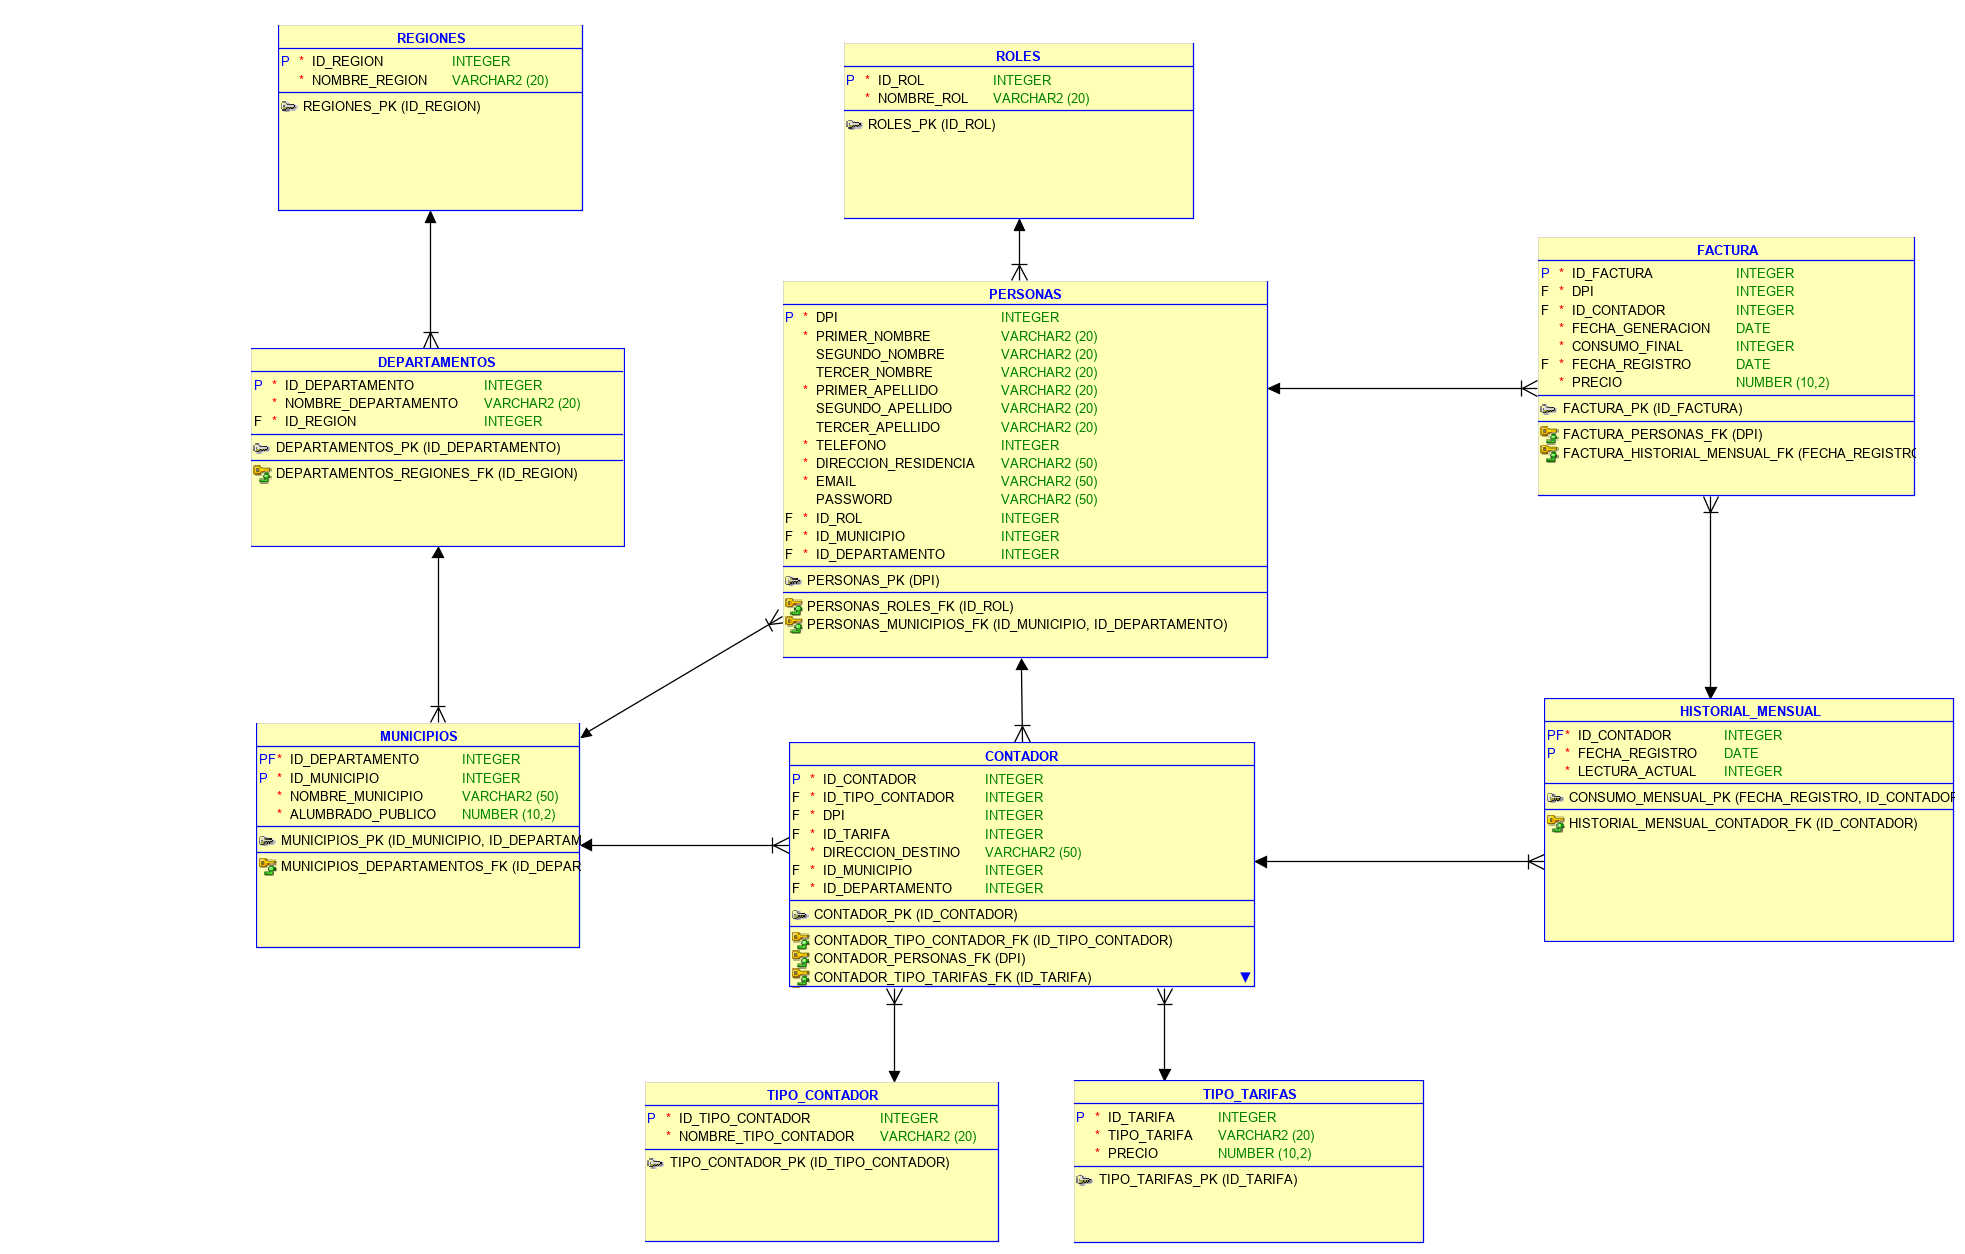 REGIONES
P * ID_REGION INTEGER
* NOMBRE_REGION VARCHAR2 (20)
REGIONES_PK (ID_REGION)
ROLES
P * ID_ROL INTEGER
* NOMBRE_ROL VARCHAR2 (20)
ROLES_PK (ID_ROL)
FACTURA
P * ID_FACTURA INTEGER
F * DPI INTEGER
F * ID_CONTADOR INTEGER
* FECHA_GENERACION DATE
* CONSUMO_FINAL INTEGER
F * FECHA_REGISTRO DATE
* PRECIO NUMBER (10,2)
FACTURA_PK (ID_FACTURA)
FACTURA_PERSONAS_FK (DPI)
FACTURA_HISTORIAL_MENSUAL_FK (FECHA_REGISTRO
PERSONAS
P * DPI INTEGER
* PRIMER_NOMBRE VARCHAR2 (20)
SEGUNDO_NOMBRE VARCHAR2 (20)
TERCER_NOMBRE VARCHAR2 (20)
* PRIMER_APELLIDO VARCHAR2 (20)
SEGUNDO_APELLIDO VARCHAR2 (20)
TERCER_APELLIDO VARCHAR2 (20)
* TELEFONO INTEGER
* DIRECCION_RESIDENCIA VARCHAR2 (50)
* EMAIL VARCHAR2 (50)
PASSWORD VARCHAR2 (50)
F * ID_ROL INTEGER
F * ID_MUNICIPIO INTEGER
F * ID_DEPARTAMENTO INTEGER
PERSONAS_PK (DPI)
PERSONAS_ROLES_FK (ID_ROL)
PERSONAS_MUNICIPIOS_FK (ID_MUNICIPIO, ID_DEPARTAMENTO)
DEPARTAMENTOS
P * ID_DEPARTAMENTO INTEGER
* NOMBRE_DEPARTAMENTO VARCHAR2 (20)
F * ID_REGION INTEGER
DEPARTAMENTOS_PK (ID_DEPARTAMENTO)
DEPARTAMENTOS_REGIONES_FK (ID_REGION)
MUNICIPIOS
PF* ID_DEPARTAMENTO INTEGER
P * ID_MUNICIPIO INTEGER
* NOMBRE_MUNICIPIO VARCHAR2 (50)
* ALUMBRADO_PUBLICO NUMBER (10,2)
MUNICIPIOS_PK (ID_MUNICIPIO, ID_DEPARTAM
MUNICIPIOS_DEPARTAMENTOS_FK (ID_DEPAR
CONTADOR
P * ID_CONTADOR INTEGER
F * ID_TIPO_CONTADOR INTEGER
F * DPI INTEGER
F * ID_TARIFA INTEGER
* DIRECCION_DESTINO VARCHAR2 (50)
F * ID_MUNICIPIO INTEGER
F * ID_DEPARTAMENTO INTEGER
CONTADOR_PK (ID_CONTADOR)
CONTADOR_TIPO_CONTADOR_FK (ID_TIPO_CONTADOR)
CONTADOR_PERSONAS_FK (DPI)
CONTADOR_TIPO_TARIFAS_FK (ID_TARIFA)
HISTORIAL_MENSUAL
PF* ID_CONTADOR INTEGER
P * FECHA_REGISTRO DATE
* LECTURA_ACTUAL INTEGER
CONSUMO_MENSUAL_PK (FECHA_REGISTRO, ID_CONTADOR
HISTORIAL_MENSUAL_CONTADOR_FK (ID_CONTADOR)
TIPO_CONTADOR
P * ID_TIPO_CONTADOR INTEGER
* NOMBRE_TIPO_CONTADOR VARCHAR2 (20)
TIPO_CONTADOR_PK (ID_TIPO_CONTADOR)
TIPO_TARIFAS
P * ID_TARIFA INTEGER
* TIPO_TARIFA VARCHAR2 (20)
* PRECIO NUMBER (10,2)
TIPO_TARIFAS_PK (ID_TARIFA)